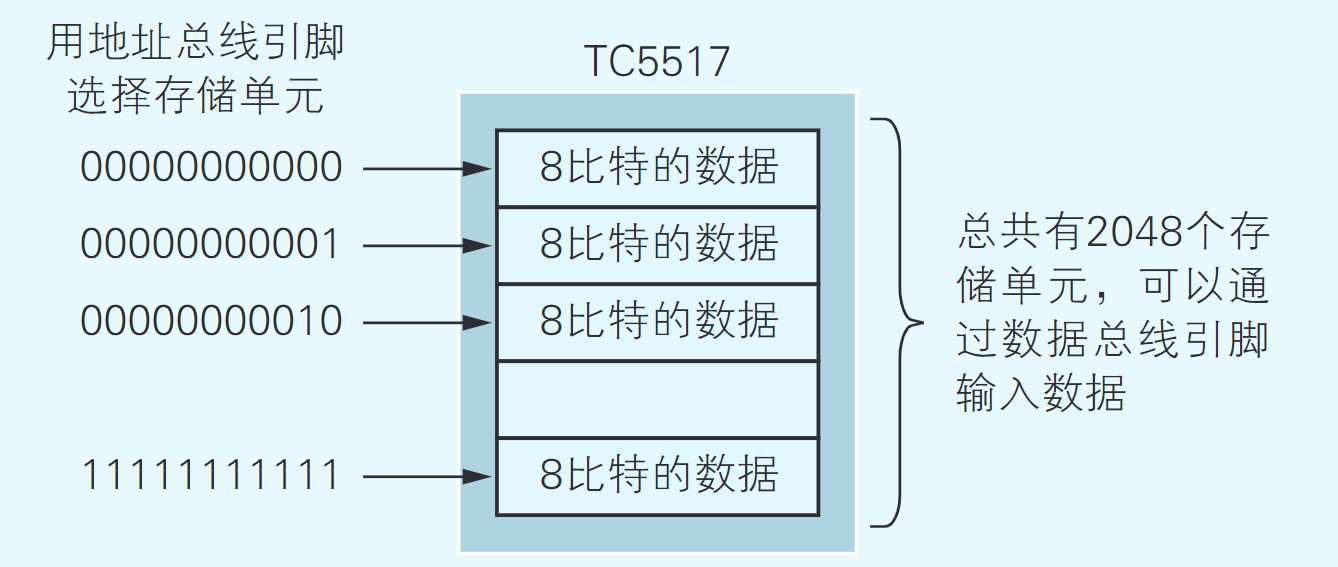 用地址总线引脚
选择存储单元
TC5517
00000000000
8比特的数据
00000000001
8比特的数据
00000000010
8比特的数据
11111111111
8比特的数据
总共有2048个存
储单元，可以通
过数据总线引脚
输入数据